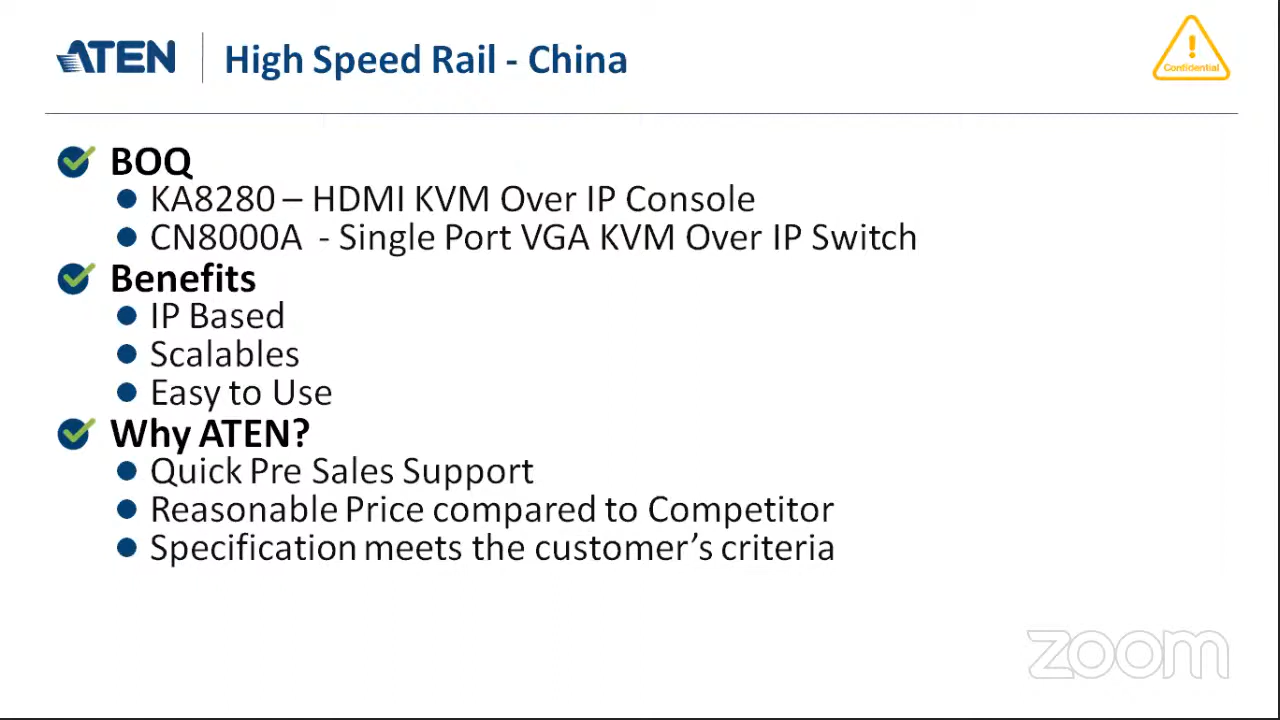 ATEN
High Speed Rail - China
Confidential
BOQ
KA8280 – HDMI KVM Over IP Console
CN8000A - Single Port VGA KVM Over IP Switch
Benefits
IP Based
Scalables
Easy to Use
Why ATEN?
Quick Pre Sales Support
Reasonable Price compared to Competitor
Specification meets the customer’s criteria
zoom